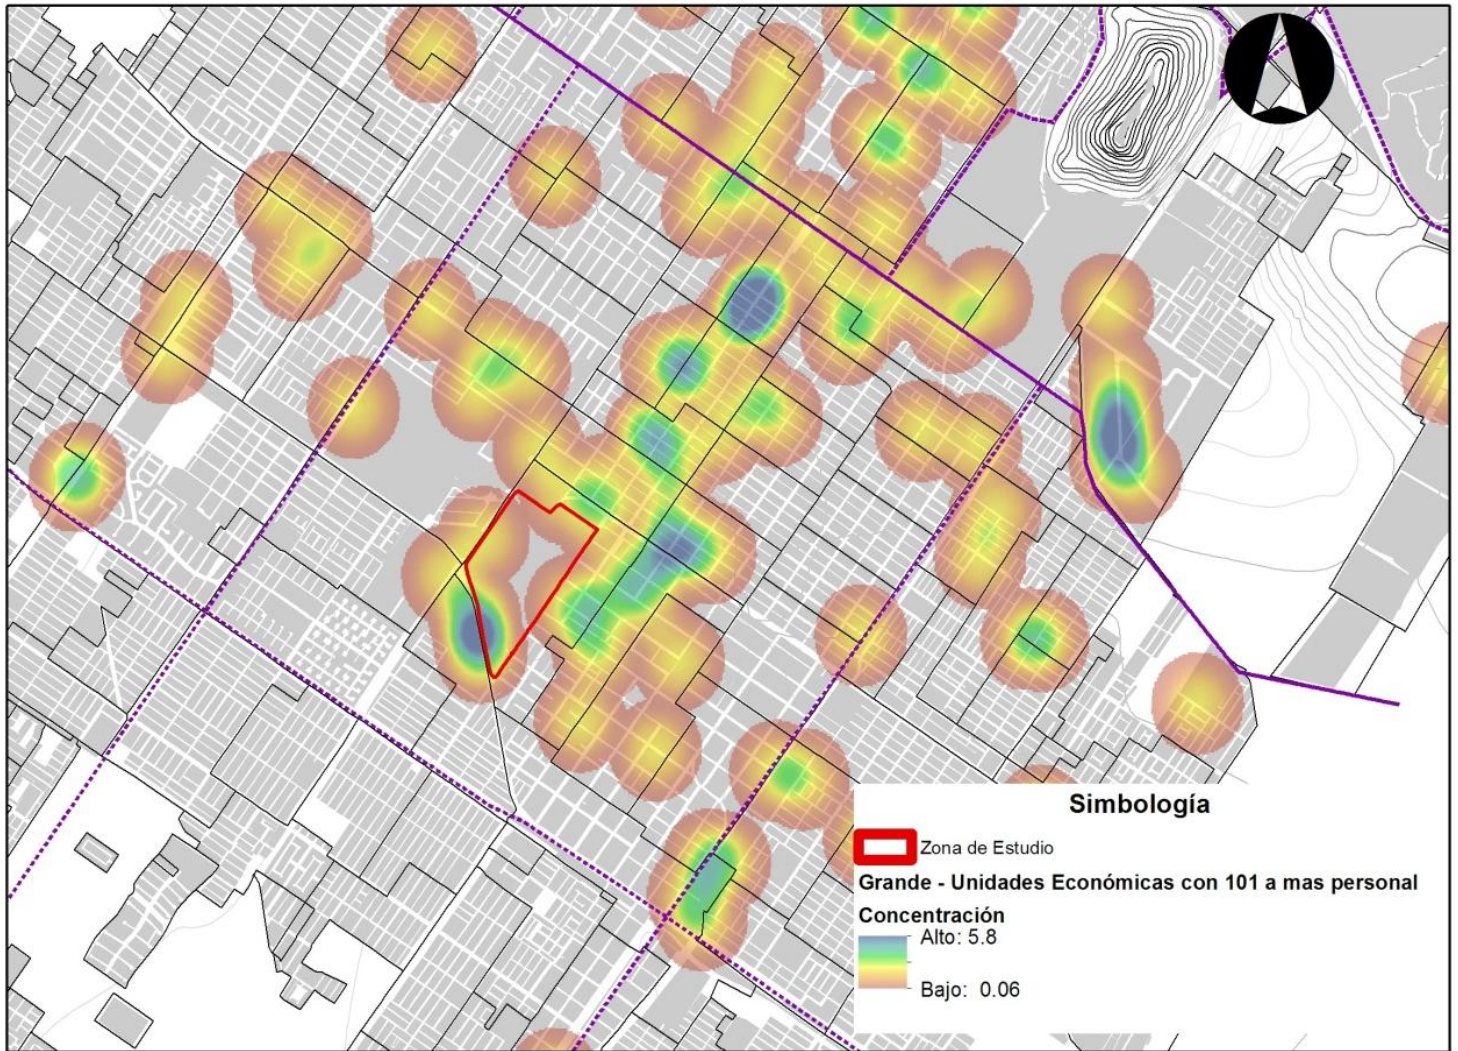 Simbología
Zona de Estudio
Grande - Unidades Económicas con 101 a mas personal
Concentración
Alto: 5.8
Bajo: 0.06